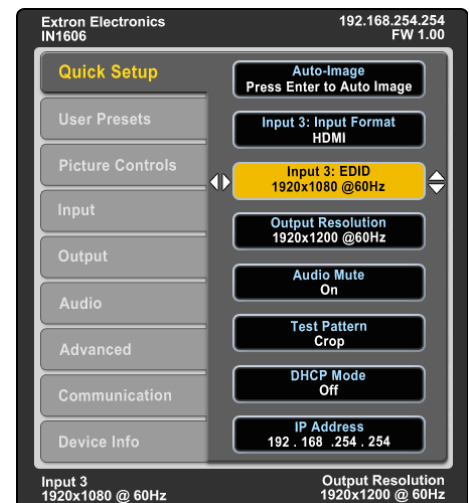 Extron Electronics
IN1606
192.168.254.254
FW 1.00
Quick Setup
User Presets
Picture Controls
Input
Output
Audio
Advanced
Communication
Device Info
Auto-Image
Press Enter to Auto Image
Input 3: Input Format
HDMI
Input 3: EDID
1920x1080 @60Hz
Output Resolution
1920x1200 @60Hz
Audio Mute
On
Test Pattern
Crop
DHCP Mode
Off
IP Address
192 . 168 .254 . 254
Input 3
1920x1080 @ 60Hz
Output Resolution
1920x1200 @ 60Hz